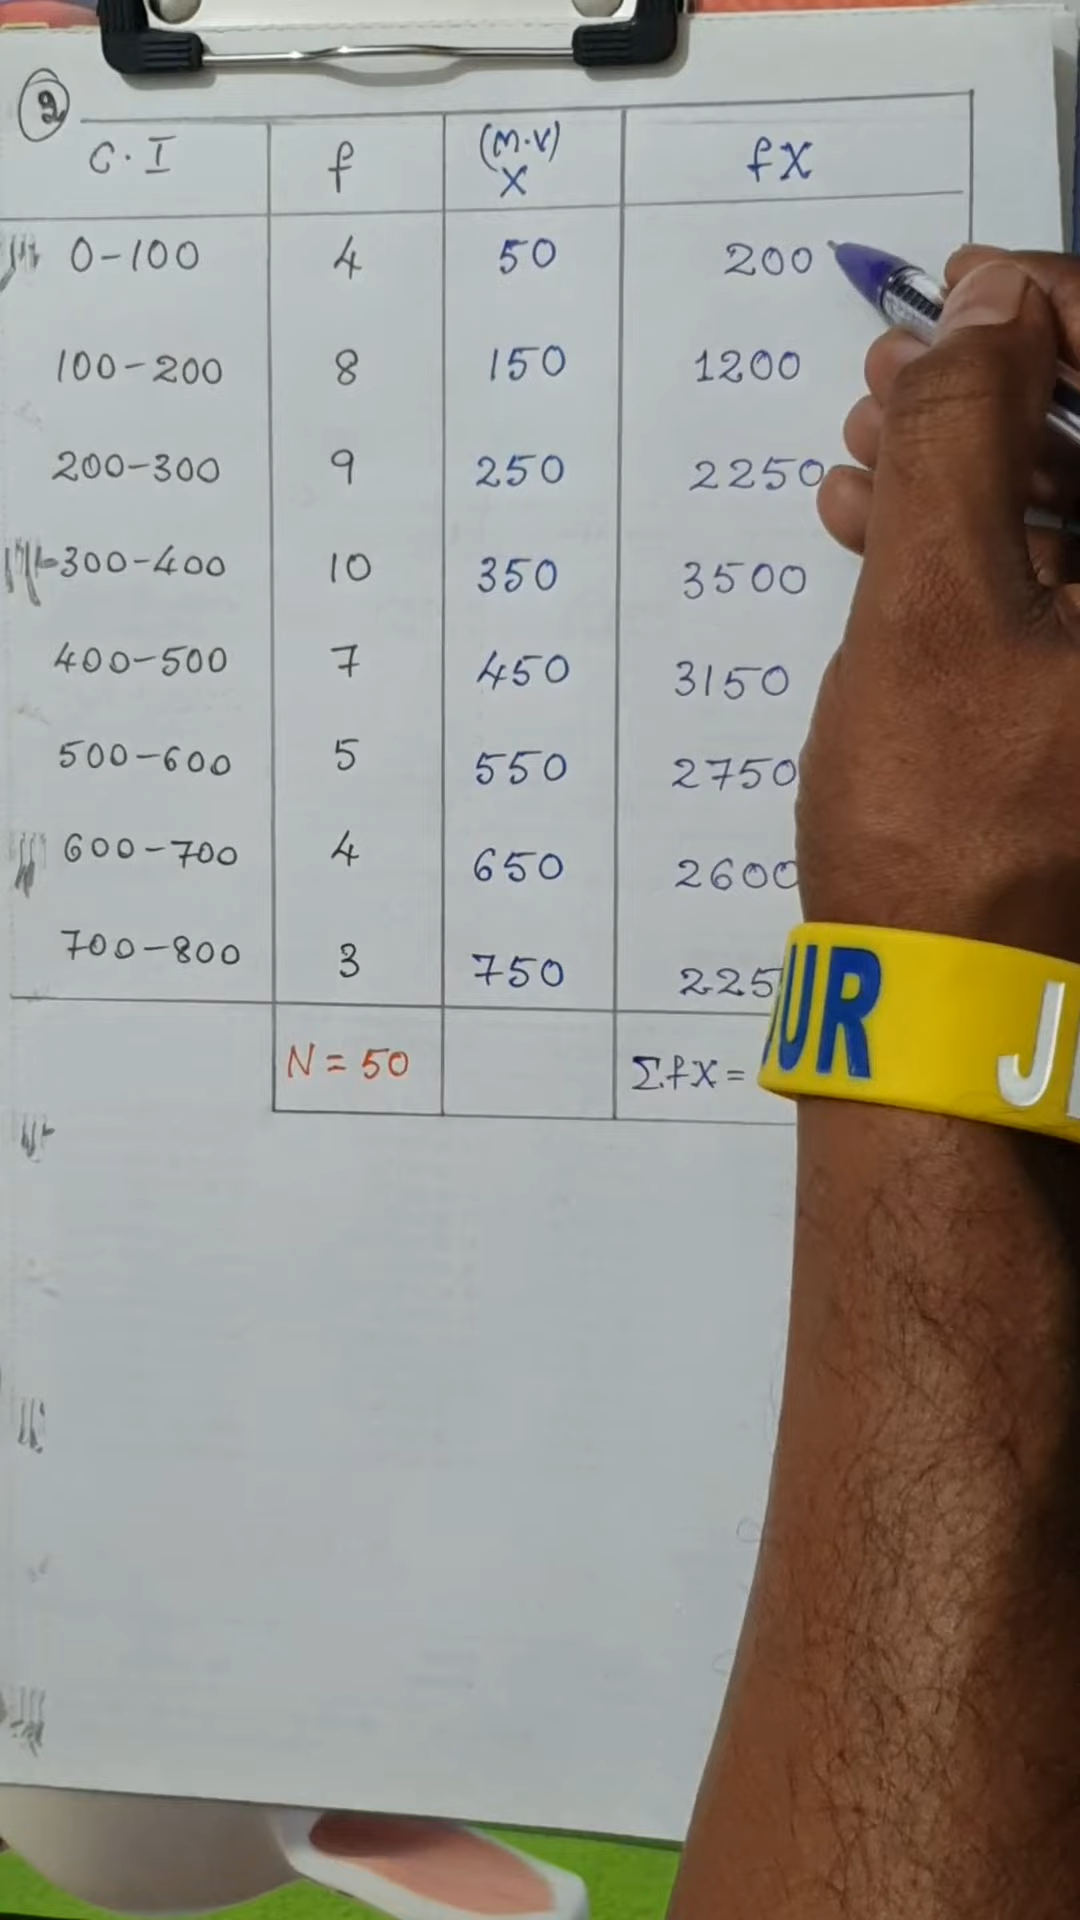 2
C.I f (M.V) X fX
0-100 4 50 200
100-200 8 150 1200
200-300 9 250 2250
300-400 10 350 3500
400-500 7 450 3150
500-600 5 550 2750
600-700 4 650 2600
700-800 3 750 225
N = 50 ΣfX =
UR J